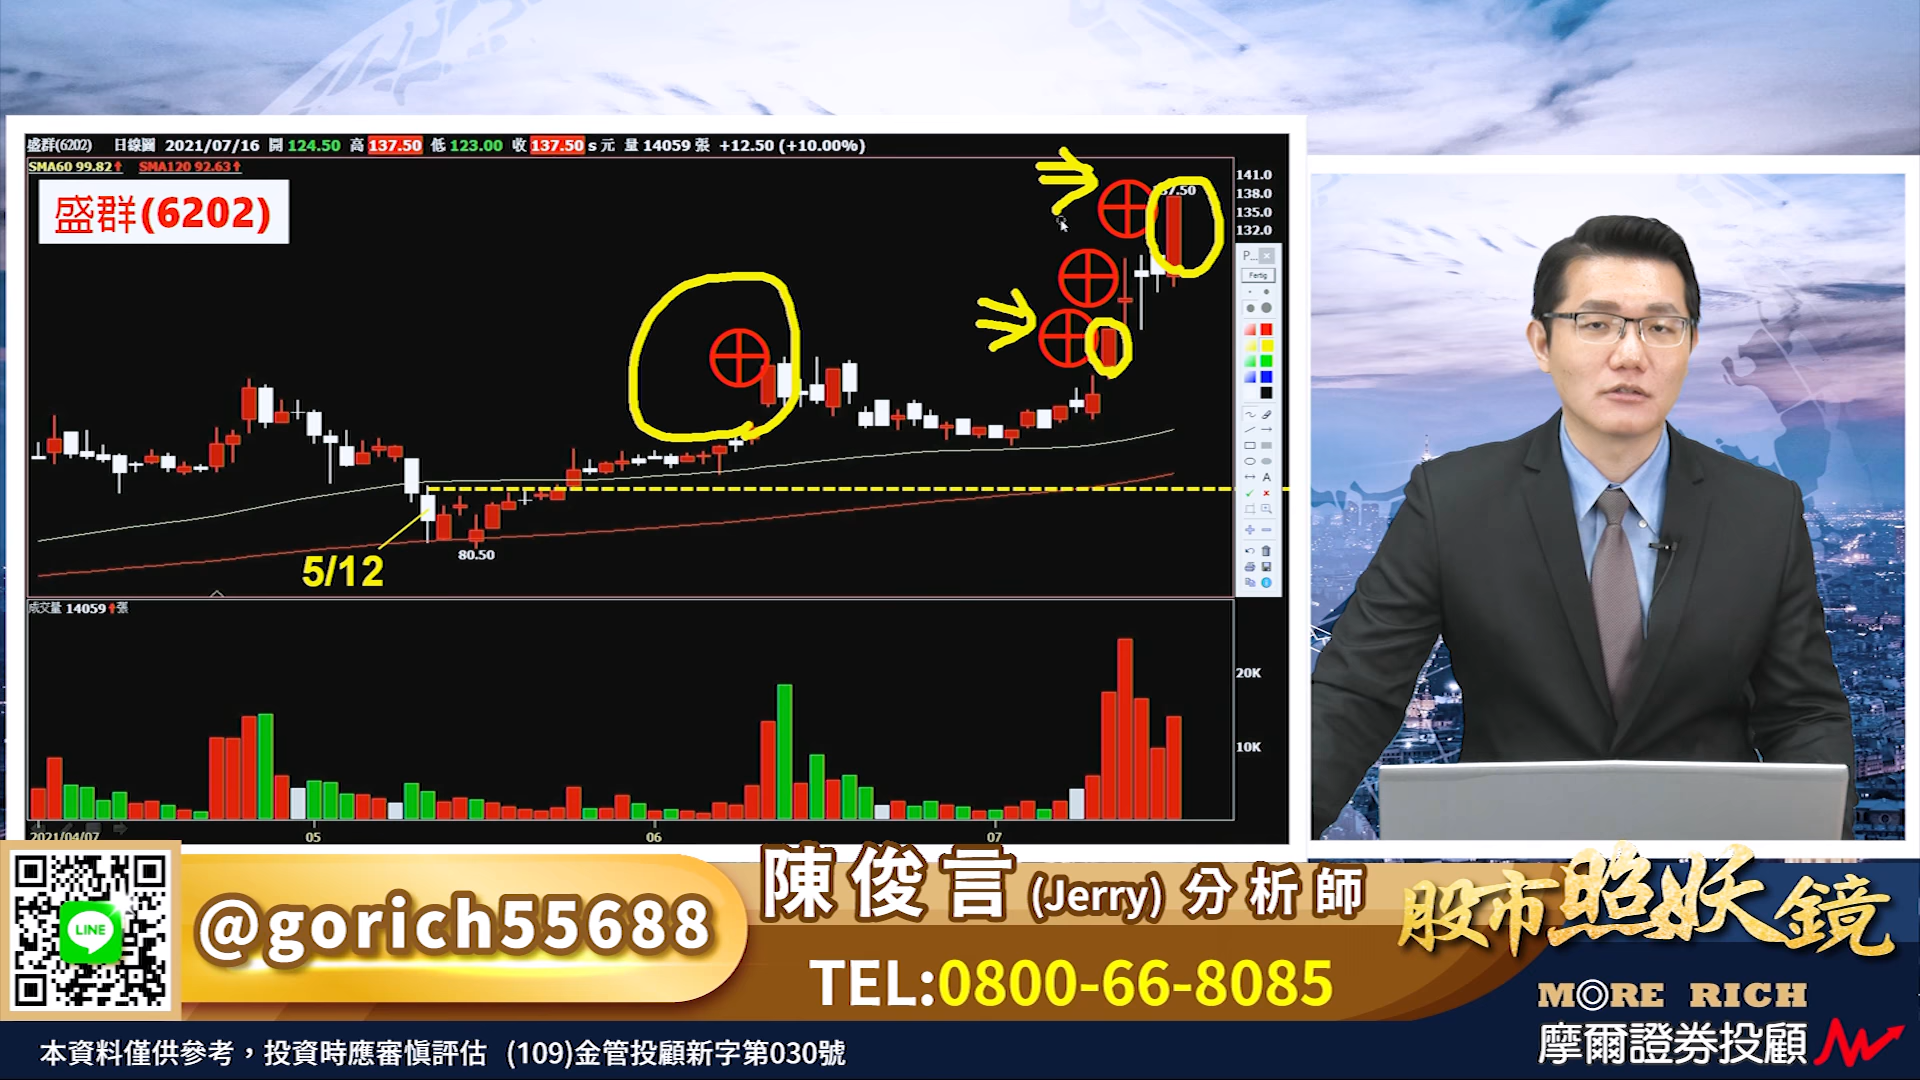 盛群(6202) 日線圖 2021/07/16 開 124.50 高 137.50 低 123.00 收 137.50 s 元 量 14059 張 +12.50 (+10.00%)
SMA60 99.82↑ SMA120 92.63↑
盛群(6202)
141.0
138.0
135.0
132.0
37.50
P...
Fertig
A
5/12
80.50
成交量 14059↑張
20K
10K
2021/04/07
05
06
07
LINE
@gorich55688
陳俊言 (Jerry) 分析師
TEL:0800-66-8085
股市照妖鏡
MORE RICH
摩爾證券投顧
本資料僅供參考，投資時應審慎評估 (109)金管投顧新字第030號